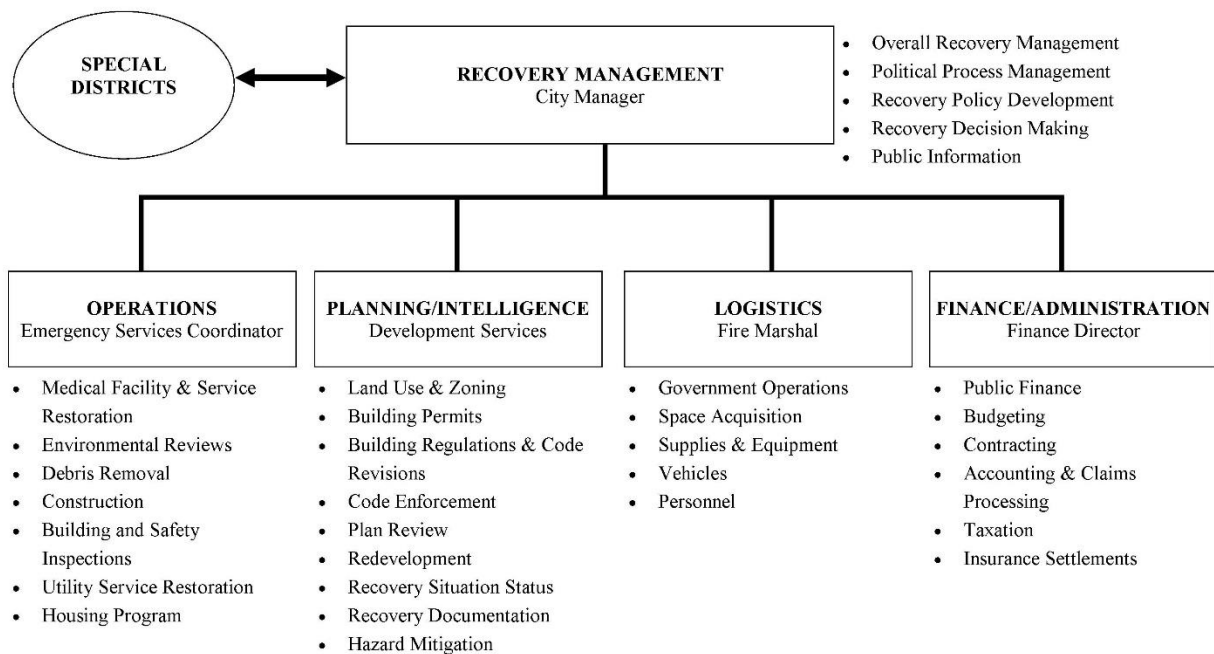 SPECIAL
DISTRICTS
RECOVERY MANAGEMENT
City Manager
• Overall Recovery Management
• Political Process Management
• Recovery Policy Development
• Recovery Decision Making
• Public Information
OPERATIONS
Emergency Services Coordinator
• Medical Facility & Service
Restoration
• Environmental Reviews
• Debris Removal
• Construction
• Building and Safety
Inspections
• Utility Service Restoration
• Housing Program
PLANNING/INTELLIGENCE
Development Services
• Land Use & Zoning
• Building Permits
• Building Regulations & Code
Revisions
• Code Enforcement
• Plan Review
• Redevelopment
• Recovery Situation Status
• Recovery Documentation
• Hazard Mitigation
LOGISTICS
Fire Marshal
• Government Operations
• Space Acquisition
• Supplies & Equipment
• Vehicles
• Personnel
FINANCE/ADMINISTRATION
Finance Director
• Public Finance
• Budgeting
• Contracting
• Accounting & Claims
Processing
• Taxation
• Insurance Settlements